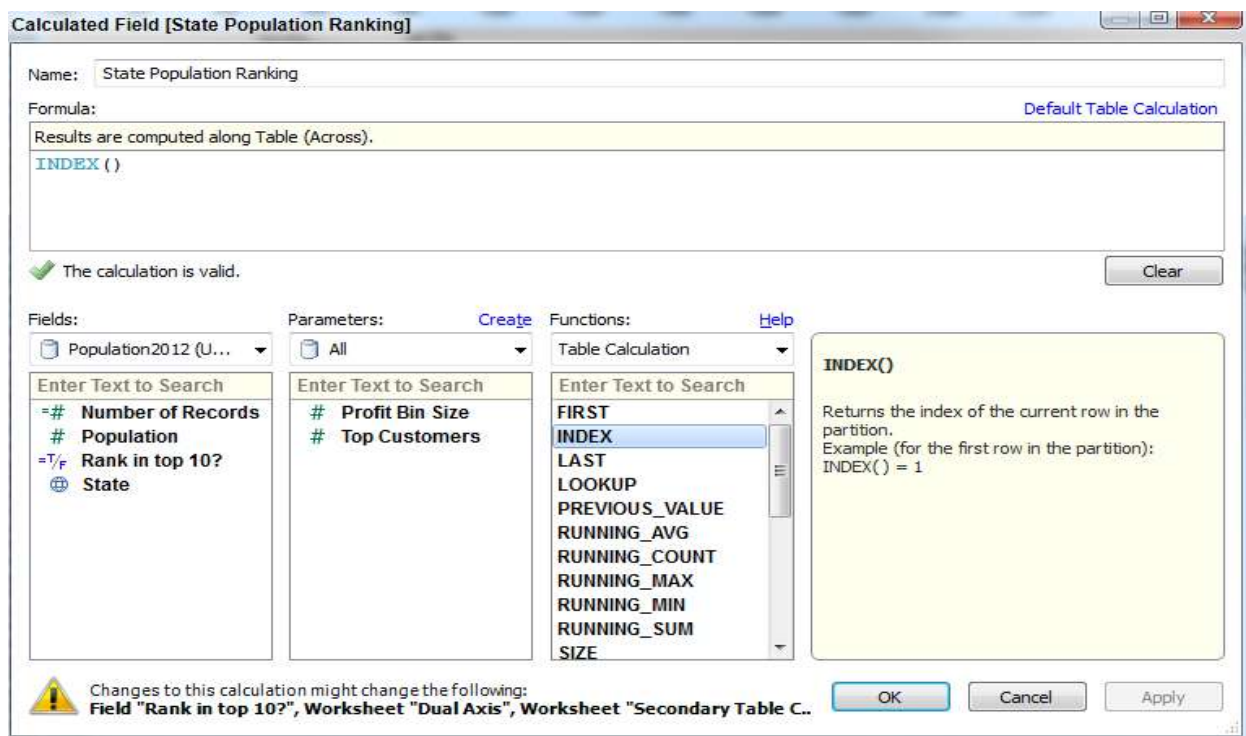 Calculated Field [State Population Ranking]
Name: State Population Ranking
Formula: Default Table Calculation
Results are computed along Table (Across).
INDEX()
The calculation is valid. Clear
Fields: Parameters: Create Functions: Help
Population2012 (U... All Table Calculation
Enter Text to Search Enter Text to Search Enter Text to Search
=# Number of Records
# Population
=T/F Rank in top 10?
State
# Profit Bin Size
# Top Customers
FIRST
INDEX
LAST
LOOKUP
PREVIOUS_VALUE
RUNNING_AVG
RUNNING_COUNT
RUNNING_MAX
RUNNING_MIN
RUNNING_SUM
SIZE
INDEX()
Returns the index of the current row in the
partition.
Example (for the first row in the partition):
INDEX( ) = 1
Changes to this calculation might change the following:
Field "Rank in top 10?", Worksheet "Dual Axis", Worksheet "Secondary Table C..
OK Cancel Apply